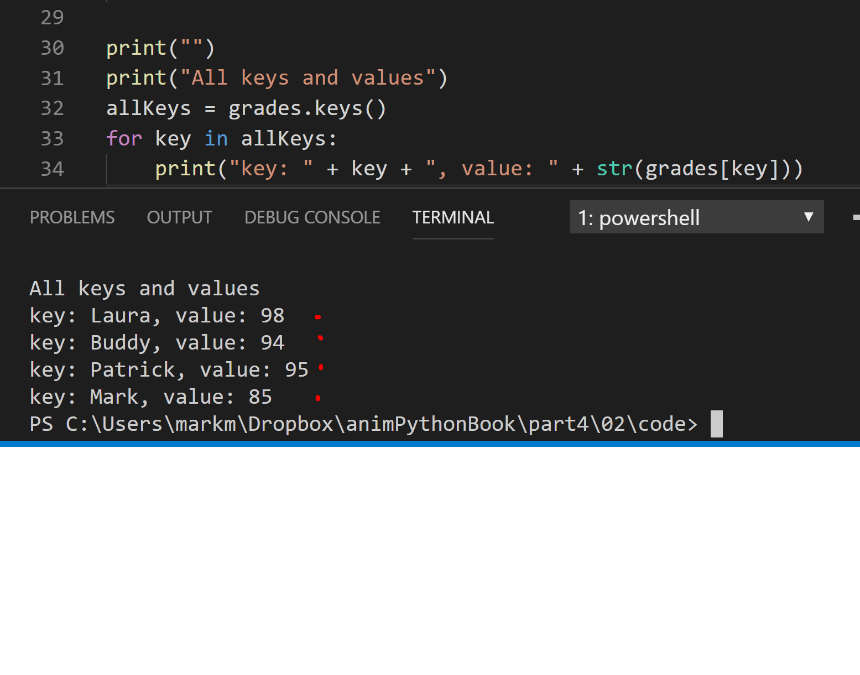 29
30 print("")
31 print("All keys and values")
32 allKeys = grades.keys()
33 for key in allKeys:
34     print("key: " + key + ", value: " + str(grades[key]))
PROBLEMS OUTPUT DEBUG CONSOLE TERMINAL 1: powershell
All keys and values
key: Laura, value: 98
key: Buddy, value: 94
key: Patrick, value: 95
key: Mark, value: 85
PS C:\Users\markm\Dropbox\animPythonBook\part4\02\code>